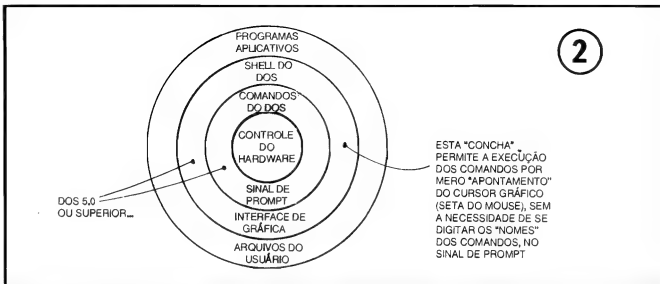 2
PROGRAMAS
APLICATIVOS
SHELL DO
DOS
COMANDOS
DO DOS
CONTROLE
DO
HARDWARE
SINAL DE
PROMPT
INTERFACE DE
GRÁFICA
ARQUIVOS DO
USUÁRIO
DOS 5.0
OU SUPERIOR...
ESTA "CONCHA"
PERMITE A EXECUÇÃO
DOS COMANDOS POR
MERO "APONTAMENTO"
DO CURSOR GRÁFICO
(SETA DO MOUSE), SEM
A NECESSIDADE DE SE
DIGITAR OS "NOMES"
DOS COMANDOS, NO
SINAL DE PROMPT